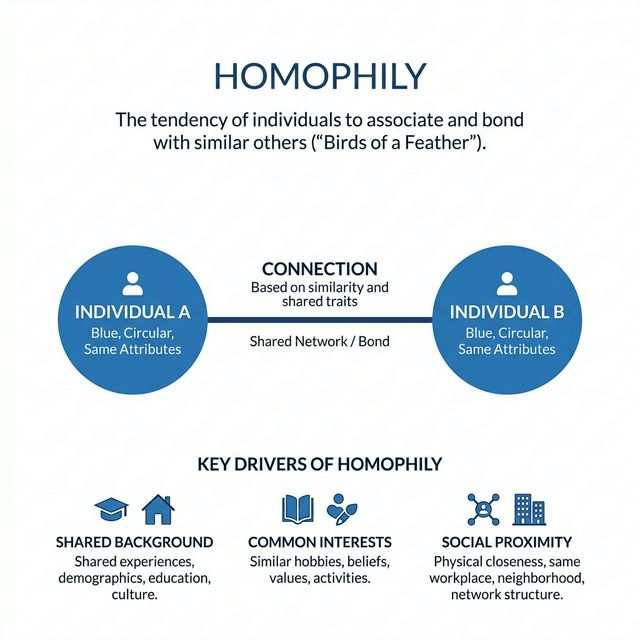 HOMOPHILY
The tendency of individuals to associate and bond
with similar others (“Birds of a Feather”).
INDIVIDUAL A
Blue, Circular,
Same Attributes
CONNECTION
Based on similarity and
shared traits
Shared Network / Bond
INDIVIDUAL B
Blue, Circular,
Same Attributes
KEY DRIVERS OF HOMOPHILY
SHARED BACKGROUND
Shared experiences,
demographics, education,
culture.
COMMON INTERESTS
Similar hobbies, beliefs,
values, activities.
SOCIAL PROXIMITY
Physical closeness, same
workplace, neighborhood,
network structure.